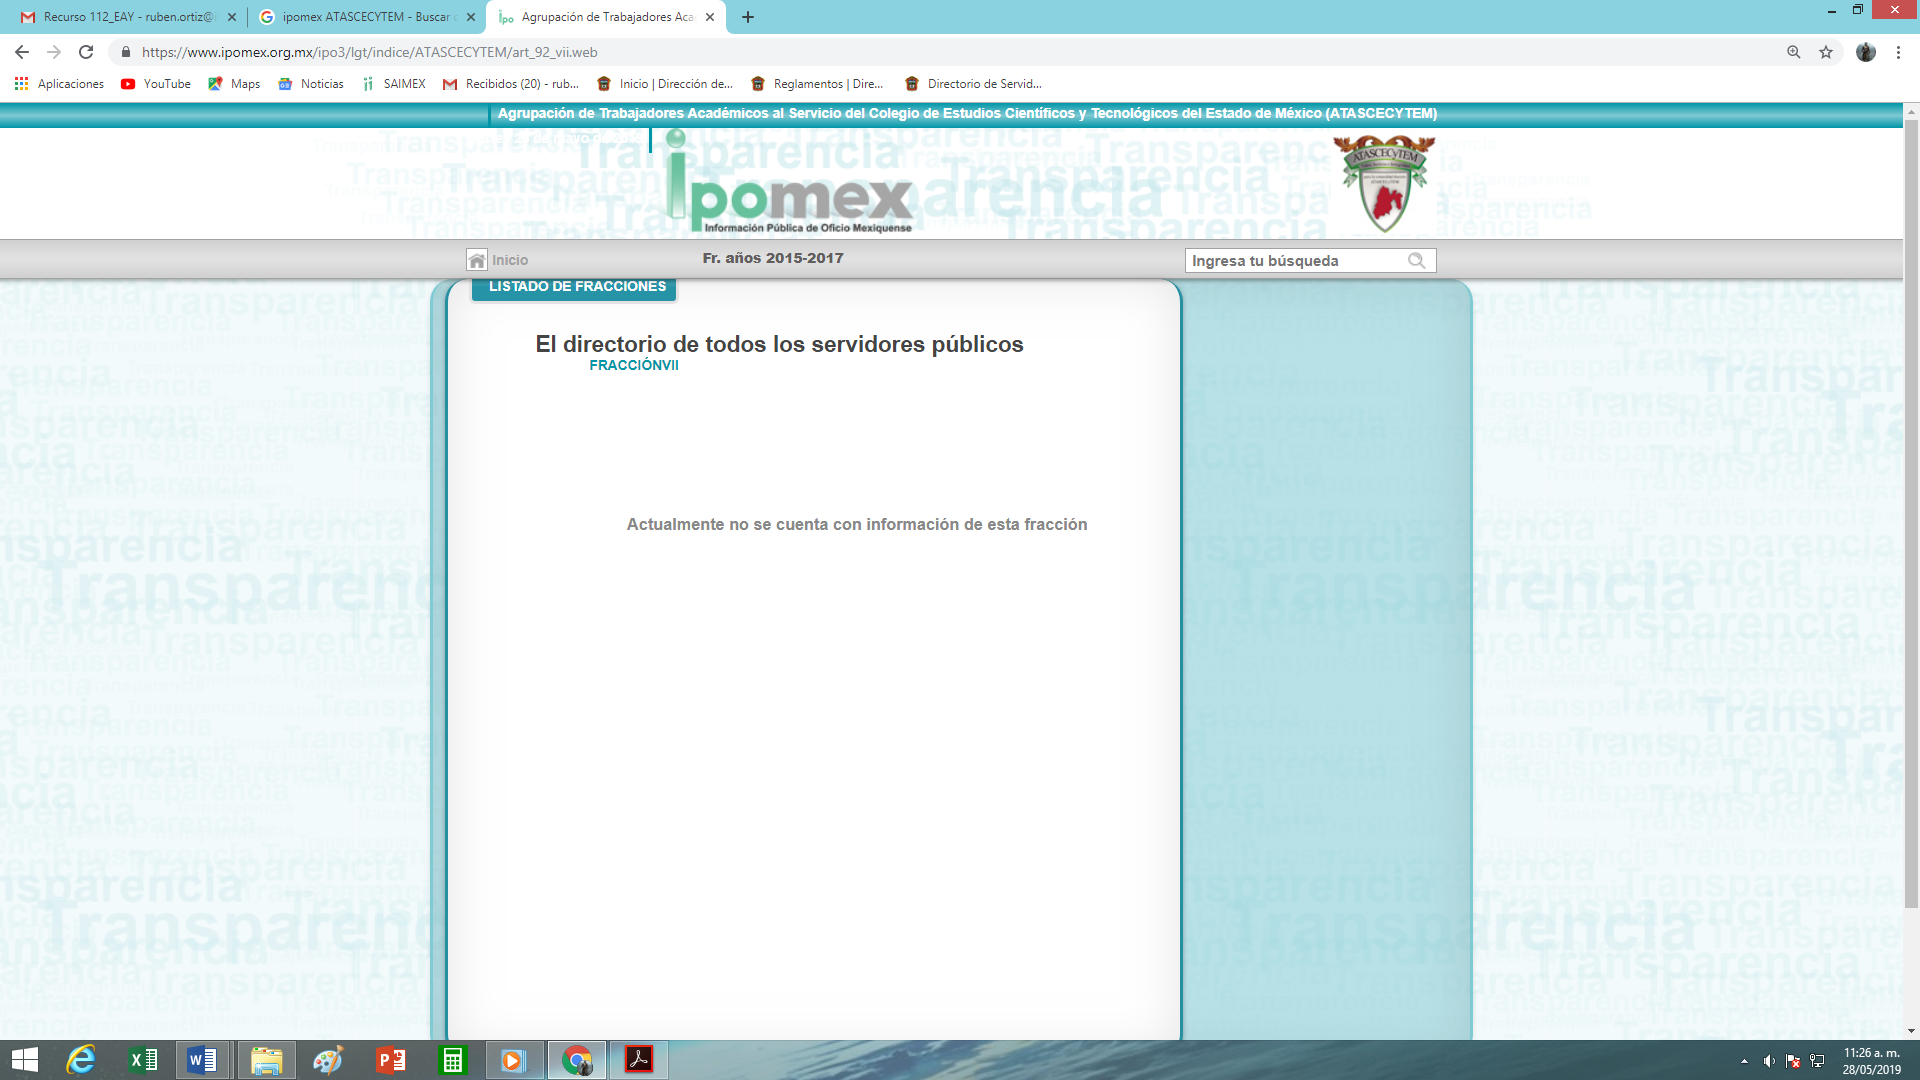 Recurso 112_EAY - ruben.ortiz@
ipomex ATASCECYTEM - Buscar
Agrupación de Trabajadores Aca
https://www.ipomex.org.mx/ipo3/lgt/indice/ATASCECYTEM/art_92_vii.web
Aplicaciones YouTube Maps Noticias SAIMEX Recibidos (20) - rub... Inicio | Dirección de... Reglamentos | Dire... Directorio de Servid...
Agrupación de Trabajadores Académicos al Servicio del Colegio de Estudios Científicos y Tecnológicos del Estado de México (ATASCECYTEM)
ipomex
Información Pública de Oficio Mexiquense
ATASCECYTEM
Inicio
Fr. años 2015-2017
Ingresa tu búsqueda
LISTADO DE FRACCIONES
El directorio de todos los servidores públicos
FRACCIÓNVII
Actualmente no se cuenta con información de esta fracción
Transparencia
11:26 a. m.
28/05/2019